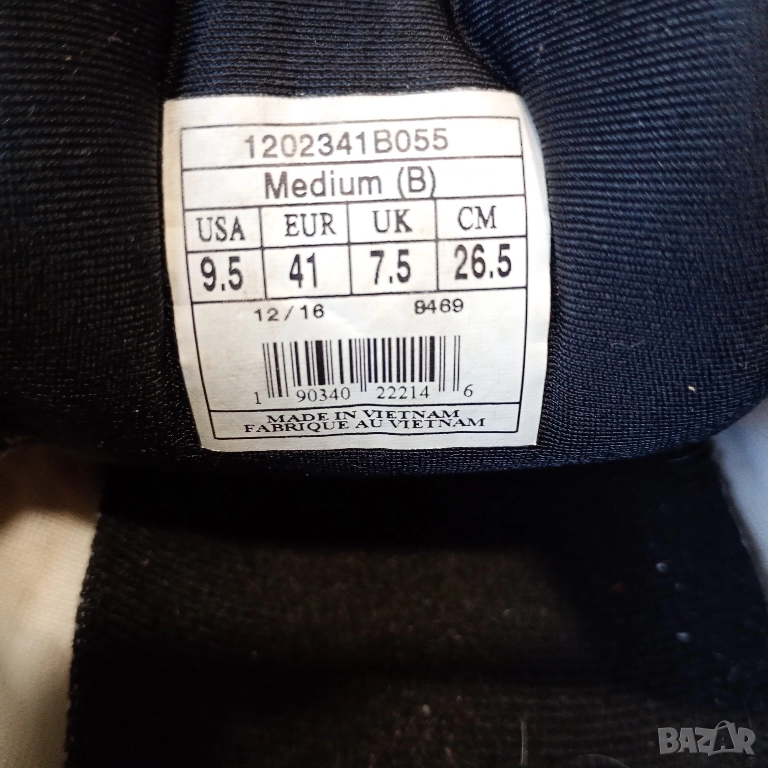 1202341B055
Medium (B)
USA EUR UK CM
9.5 41 7.5 26.5
12/16 8469
1 90340 22214 6
MADE IN VIETNAM
FABRIQUE AU VIETNAM
BAZAR